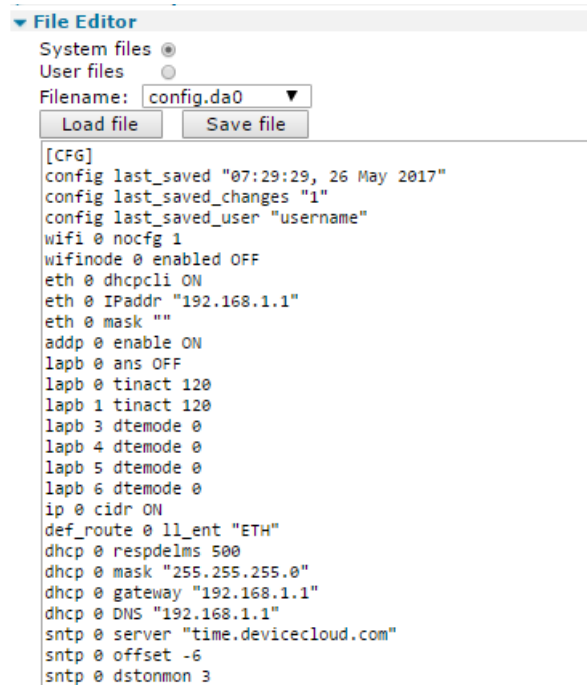 File Editor
System files
User files
Filename: config.da0
Load file Save file
[CFG]
config last_saved "07:29:29, 26 May 2017"
config last_saved_changes "1"
config last_saved_user "username"
wifi 0 nocfg 1
wifinode 0 enabled OFF
eth 0 dhcpcli ON
eth 0 IPaddr "192.168.1.1"
eth 0 mask ""
addp 0 enable ON
lapb 0 ans OFF
lapb 0 tinact 120
lapb 1 tinact 120
lapb 3 dtemode 0
lapb 4 dtemode 0
lapb 5 dtemode 0
lapb 6 dtemode 0
ip 0 cidr ON
def_route 0 ll_ent "ETH"
dhcp 0 respdelms 500
dhcp 0 mask "255.255.255.0"
dhcp 0 gateway "192.168.1.1"
dhcp 0 DNS "192.168.1.1"
sntp 0 server "time.devicecloud.com"
sntp 0 offset -6
sntp 0 dstonmon 3